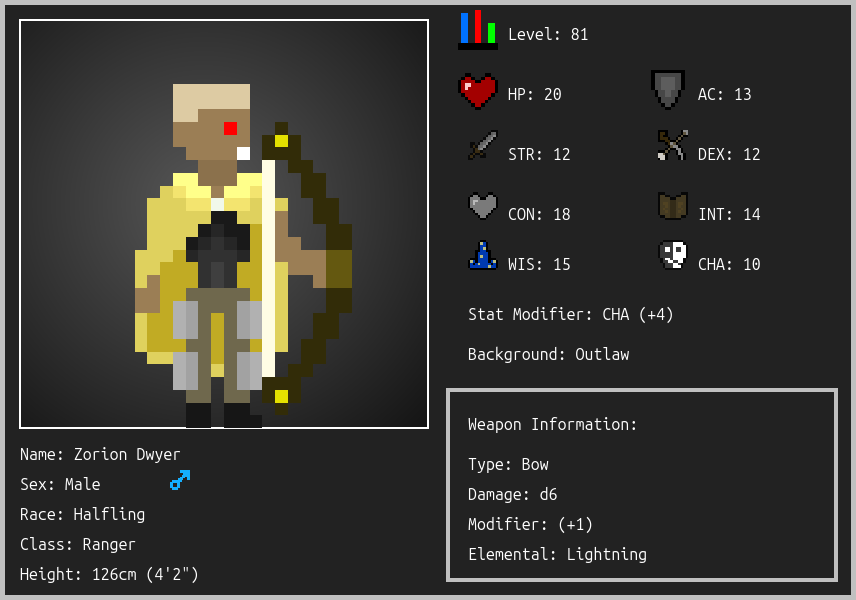 Level: 81
HP: 20
AC: 13
STR: 12
DEX: 12
CON: 18
INT: 14
WIS: 15
CHA: 10
Stat Modifier: CHA (+4)
Background: Outlaw
Weapon Information:
Type: Bow
Damage: d6
Modifier: (+1)
Elemental: Lightning
Name: Zorion Dwyer
Sex: Male
Race: Halfling
Class: Ranger
Height: 126cm (4'2")